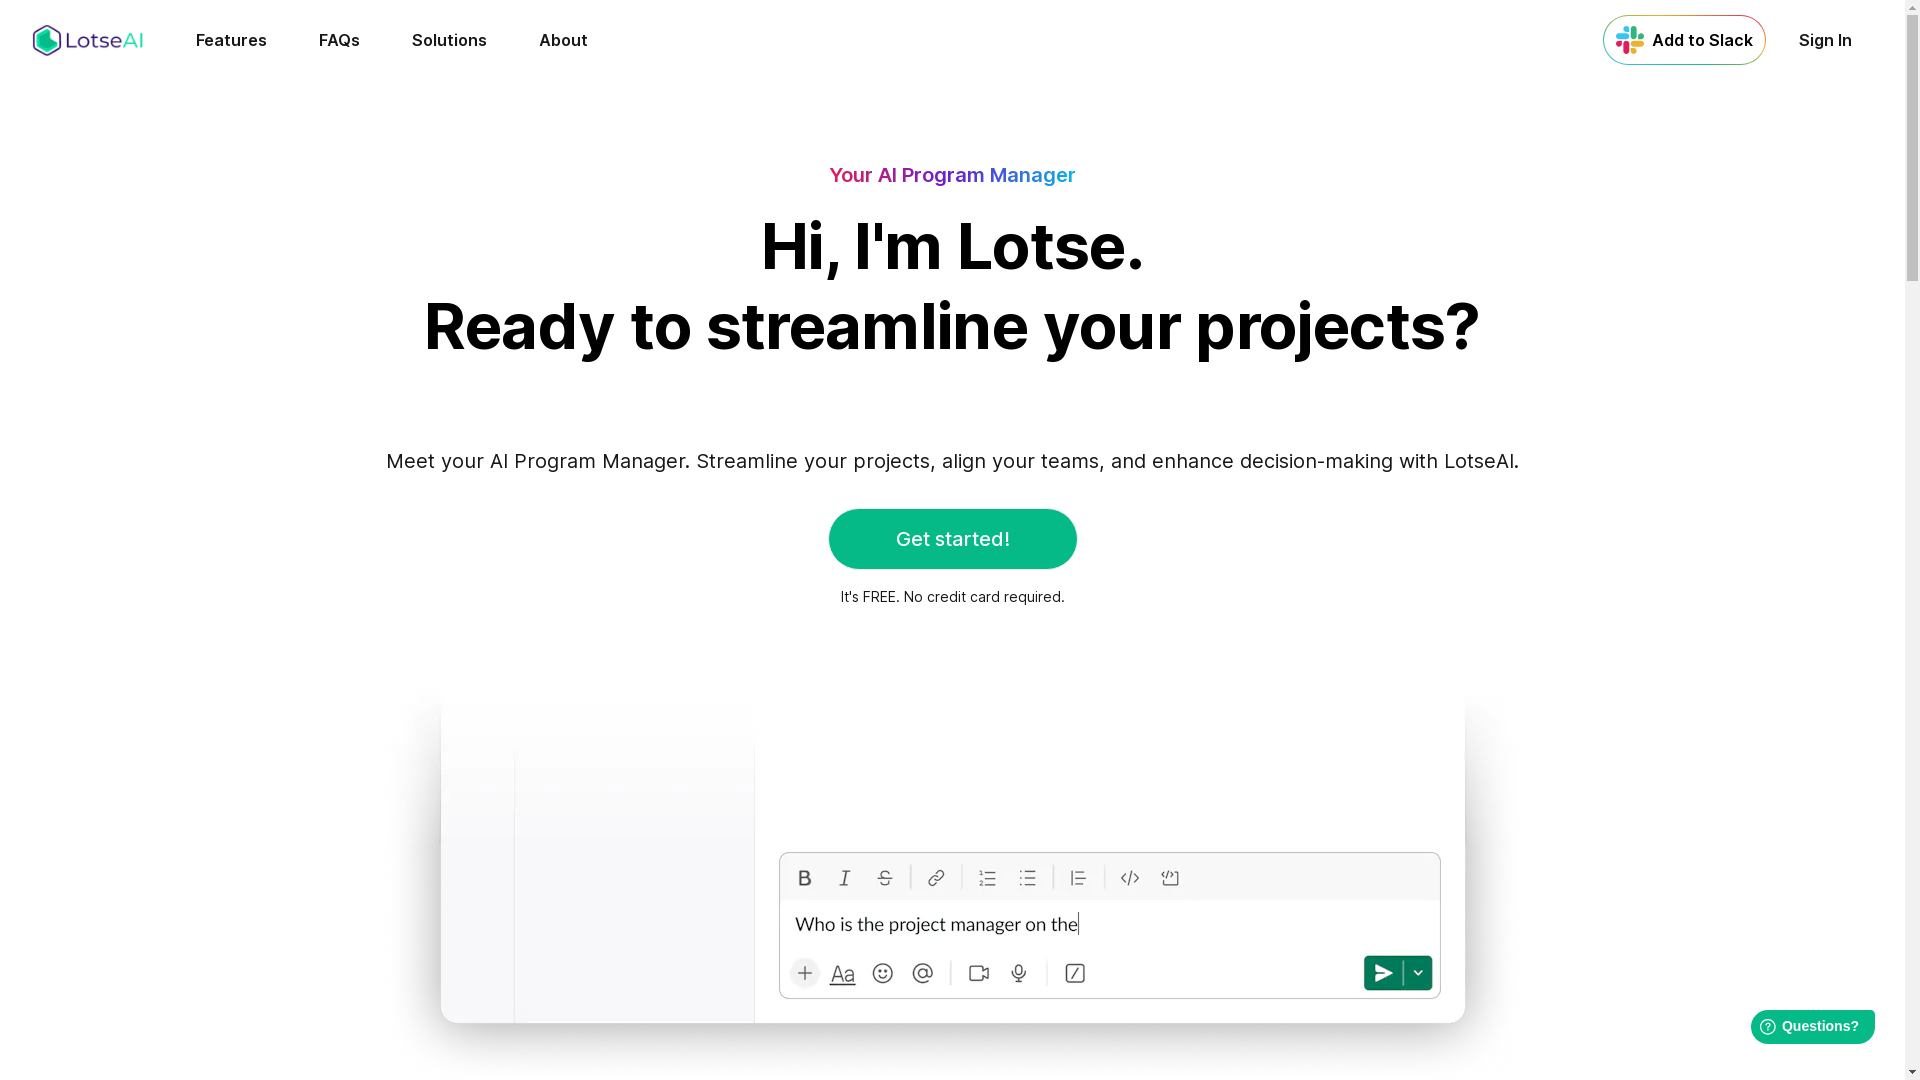 LotseAI
Features
FAQs
Solutions
About
Add to Slack
Sign In
Your AI Program Manager
Hi, I'm Lotse.
Ready to streamline your projects?
Meet your AI Program Manager. Streamline your projects, align your teams, and enhance decision-making with LotseAI.
Get started!
It's FREE. No credit card required.
Who is the project manager on the
Aa
Questions?